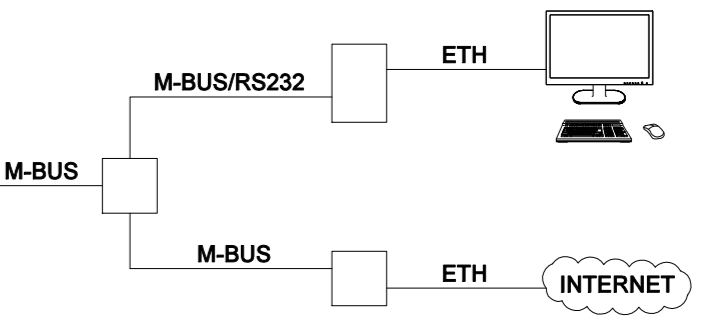 ETH
M-BUS/RS232
M-BUS
M-BUS
ETH
INTERNET